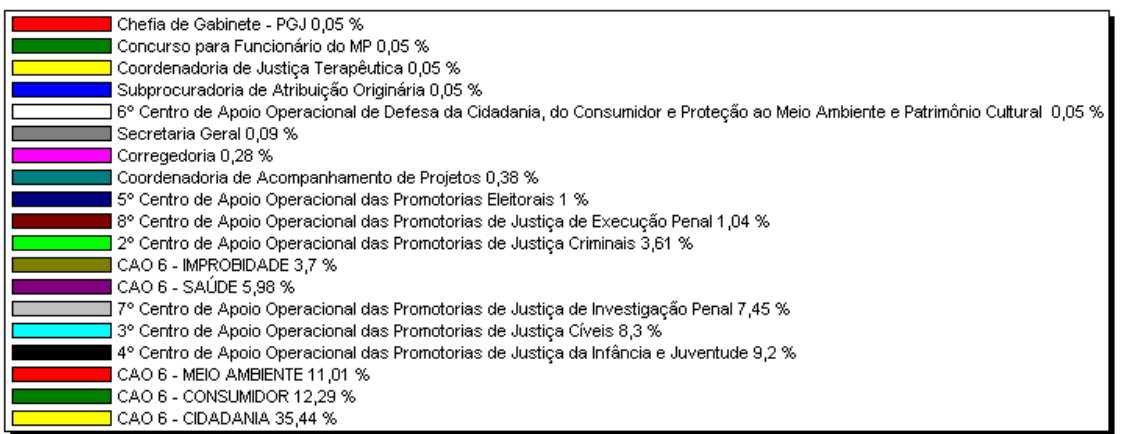 Chefia de Gabinete - PGJ 0,05 %
Concurso para Funcionário do MP 0,05 %
Coordenadoria de Justiça Terapêutica 0,05 %
Subprocuradoria de Atribuição Originária 0,05 %
6º Centro de Apoio Operacional de Defesa da Cidadania, do Consumidor e Proteção ao Meio Ambiente e Patrimônio Cultural 0,05 %
Secretaria Geral 0,09 %
Corregedoria 0,28 %
Coordenadoria de Acompanhamento de Projetos 0,38 %
5º Centro de Apoio Operacional das Promotorias Eleitorais 1 %
8º Centro de Apoio Operacional das Promotorias de Justiça de Execução Penal 1,04 %
2º Centro de Apoio Operacional das Promotorias de Justiça Criminais 3,61 %
CAO 6 - IMPROBIDADE 3,7 %
CAO 6 - SAÚDE 5,98 %
7º Centro de Apoio Operacional das Promotorias de Justiça de Investigação Penal 7,45 %
3º Centro de Apoio Operacional das Promotorias de Justiça Cíveis 8,3 %
4º Centro de Apoio Operacional das Promotorias de Justiça da Infância e Juventude 9,2 %
CAO 6 - MEIO AMBIENTE 11,01 %
CAO 6 - CONSUMIDOR 12,29 %
CAO 6 - CIDADANIA 35,44 %